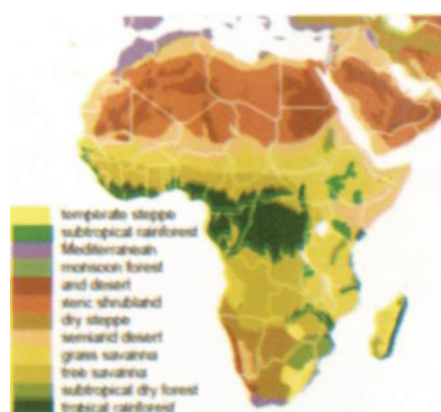 temperate steppe
subtropical rainforest
Mediterranean
monsoon forest
arid desert
xeric shrubland
dry steppe
semiarid desert
grass savanna
tree savanna
subtropical dry forest
tropical rainforest